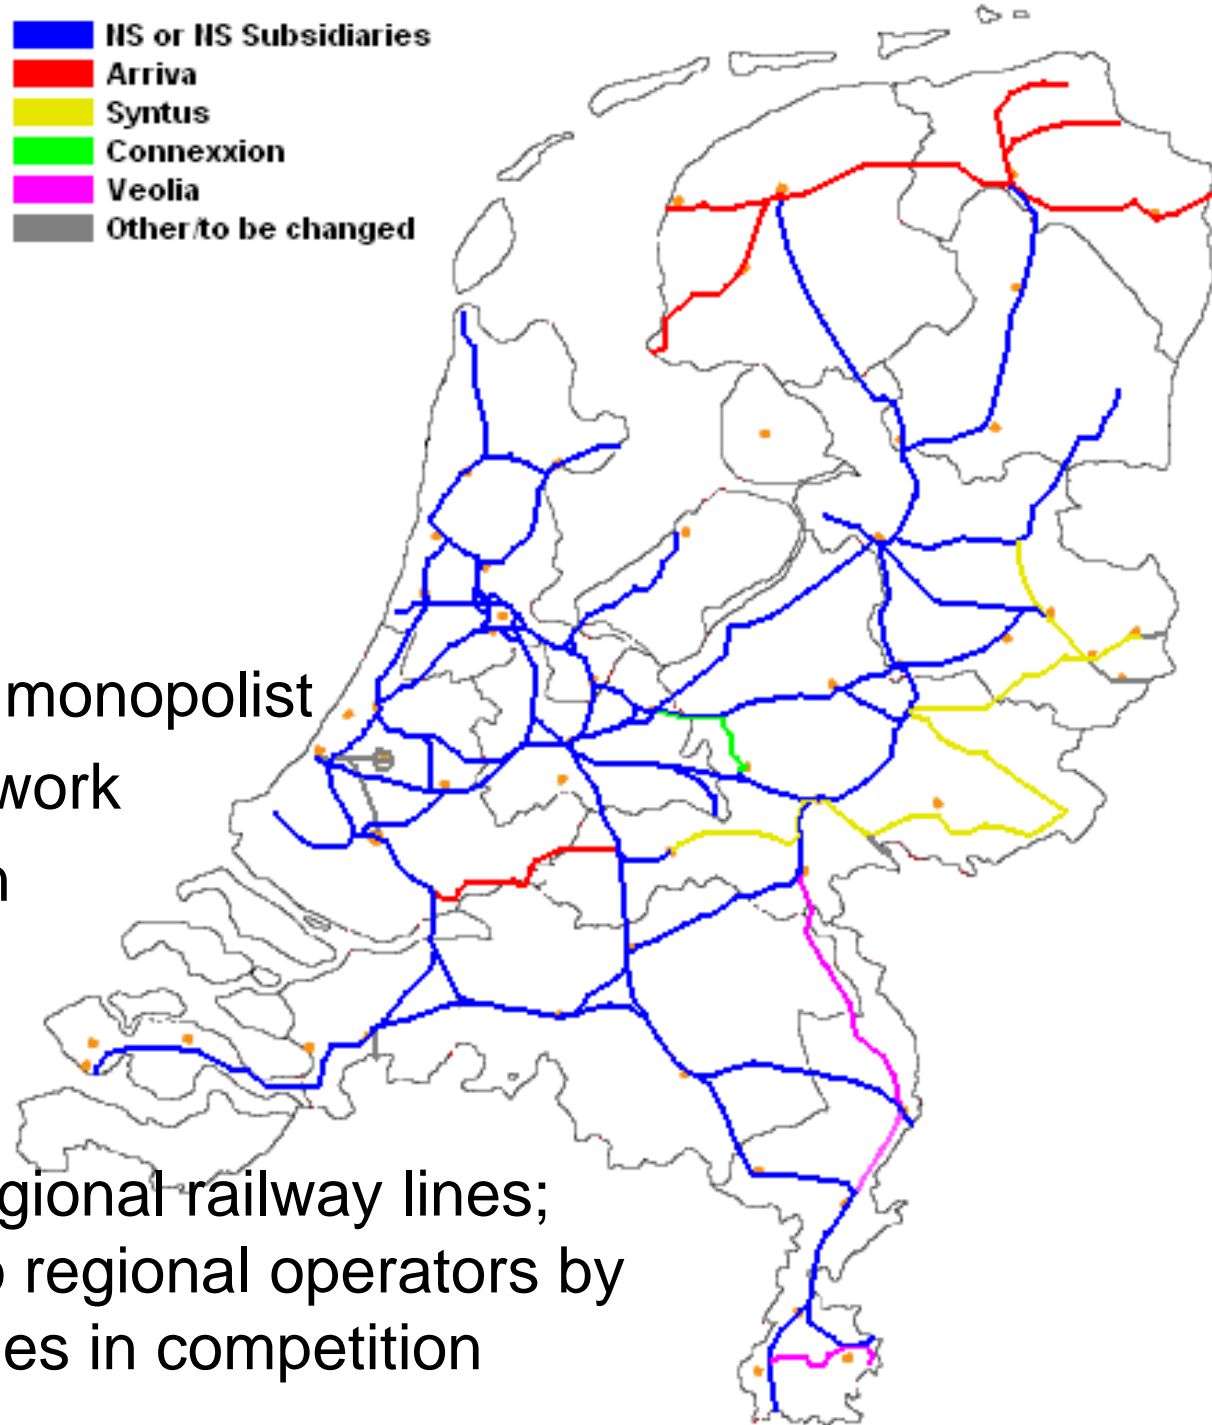 NS or NS Subsidiaries
Arriva
Syntus
Connexxion
Veolia
Other/to be changed
monopolist
work
n
gional railway lines;
o regional operators by
es in competition